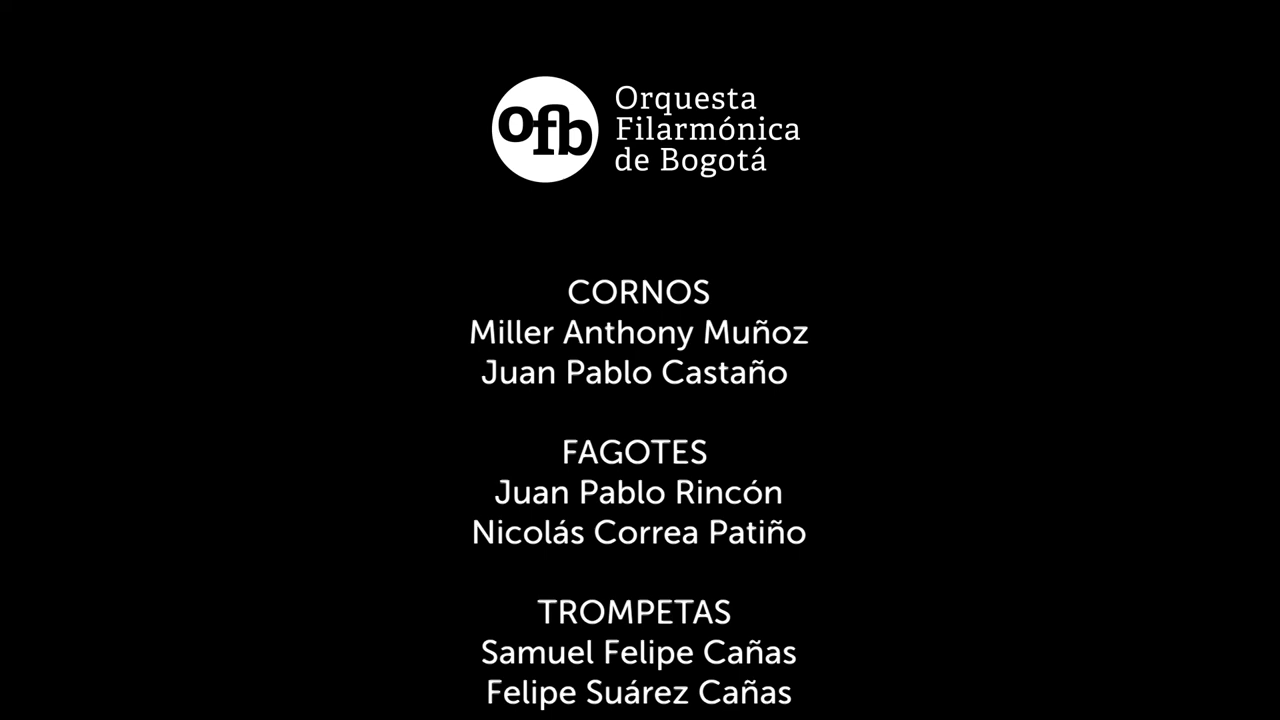 ofb
Orquesta
Filarmónica
de Bogotá
CORNOS
Miller Anthony Muñoz
Juan Pablo Castaño
FAGOTES
Juan Pablo Rincón
Nicolás Correa Patiño
TROMPETAS
Samuel Felipe Cañas
Felipe Suárez Cañas